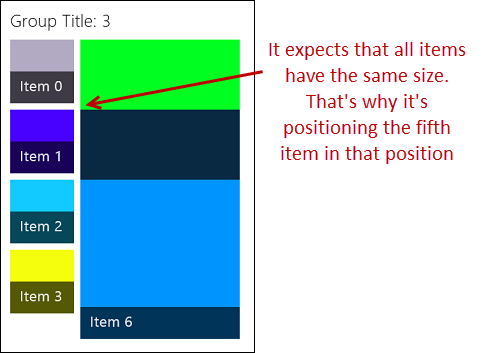 Group Title: 3
Item 0
Item 1
Item 2
Item 3
Item 6
It expects that all items
have the same size.
That's why it's
positioning the fifth
item in that position